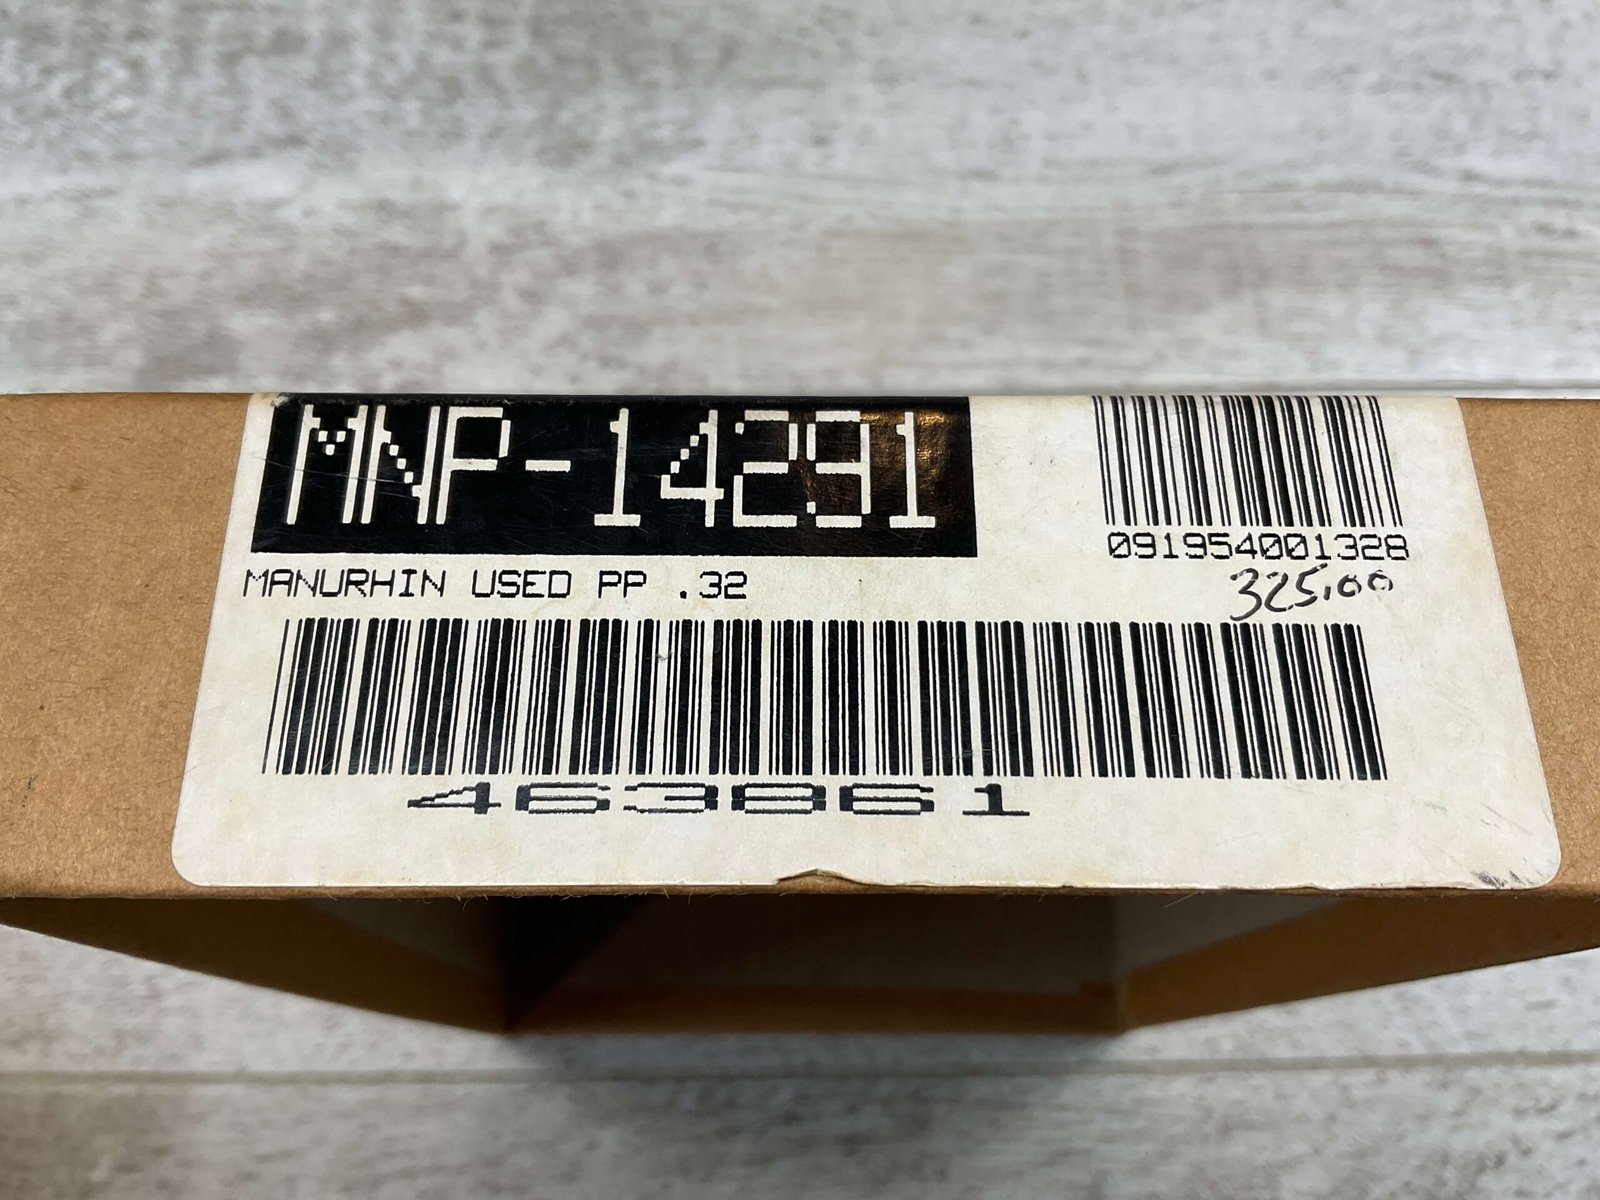 MNP-14291
091954001328
MANURHIN USED PP .32
325.00
463861